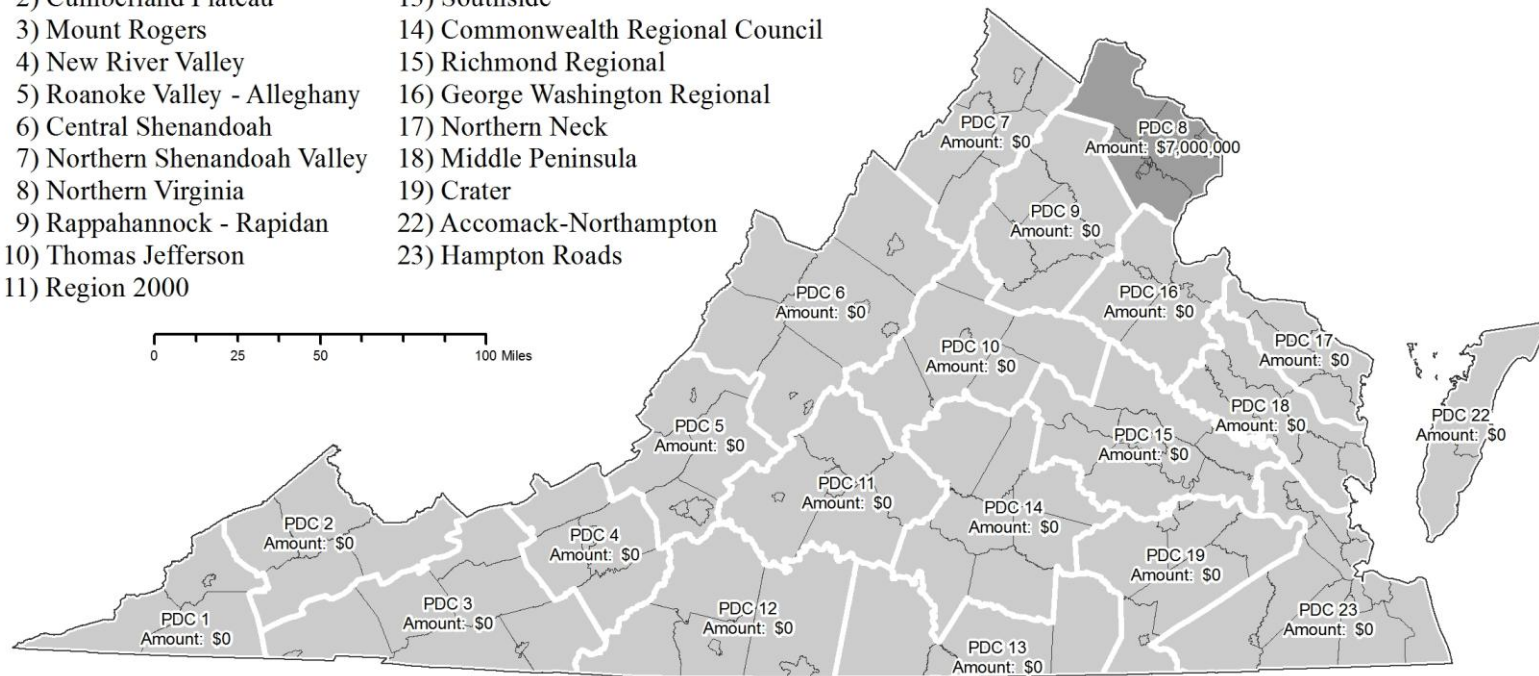 2) Cumberland Plateau
3) Mount Rogers
4) New River Valley
5) Roanoke Valley - Alleghany
6) Central Shenandoah
7) Northern Shenandoah Valley
8) Northern Virginia
9) Rappahannock - Rapidan
10) Thomas Jefferson
11) Region 2000
13) Southside
14) Commonwealth Regional Council
15) Richmond Regional
16) George Washington Regional
17) Northern Neck
18) Middle Peninsula
19) Crater
22) Accomack-Northampton
23) Hampton Roads
0 25 50 100 Miles
PDC 7
Amount: $0
PDC 8
Amount: $7,000,000
PDC 9
Amount: $0
PDC 6
Amount: $0
PDC 16
Amount: $0
PDC 10
Amount: $0
PDC 17
Amount: $0
PDC 18
Amount: $0
PDC 22
Amount: $0
PDC 5
Amount: $0
PDC 15
Amount: $0
PDC 11
Amount: $0
PDC 14
Amount: $0
PDC 2
Amount: $0
PDC 4
Amount: $0
PDC 19
Amount: $0
PDC 1
Amount: $0
PDC 3
Amount: $0
PDC 12
Amount: $0
PDC 23
Amount: $0
PDC 13
Amount: $0